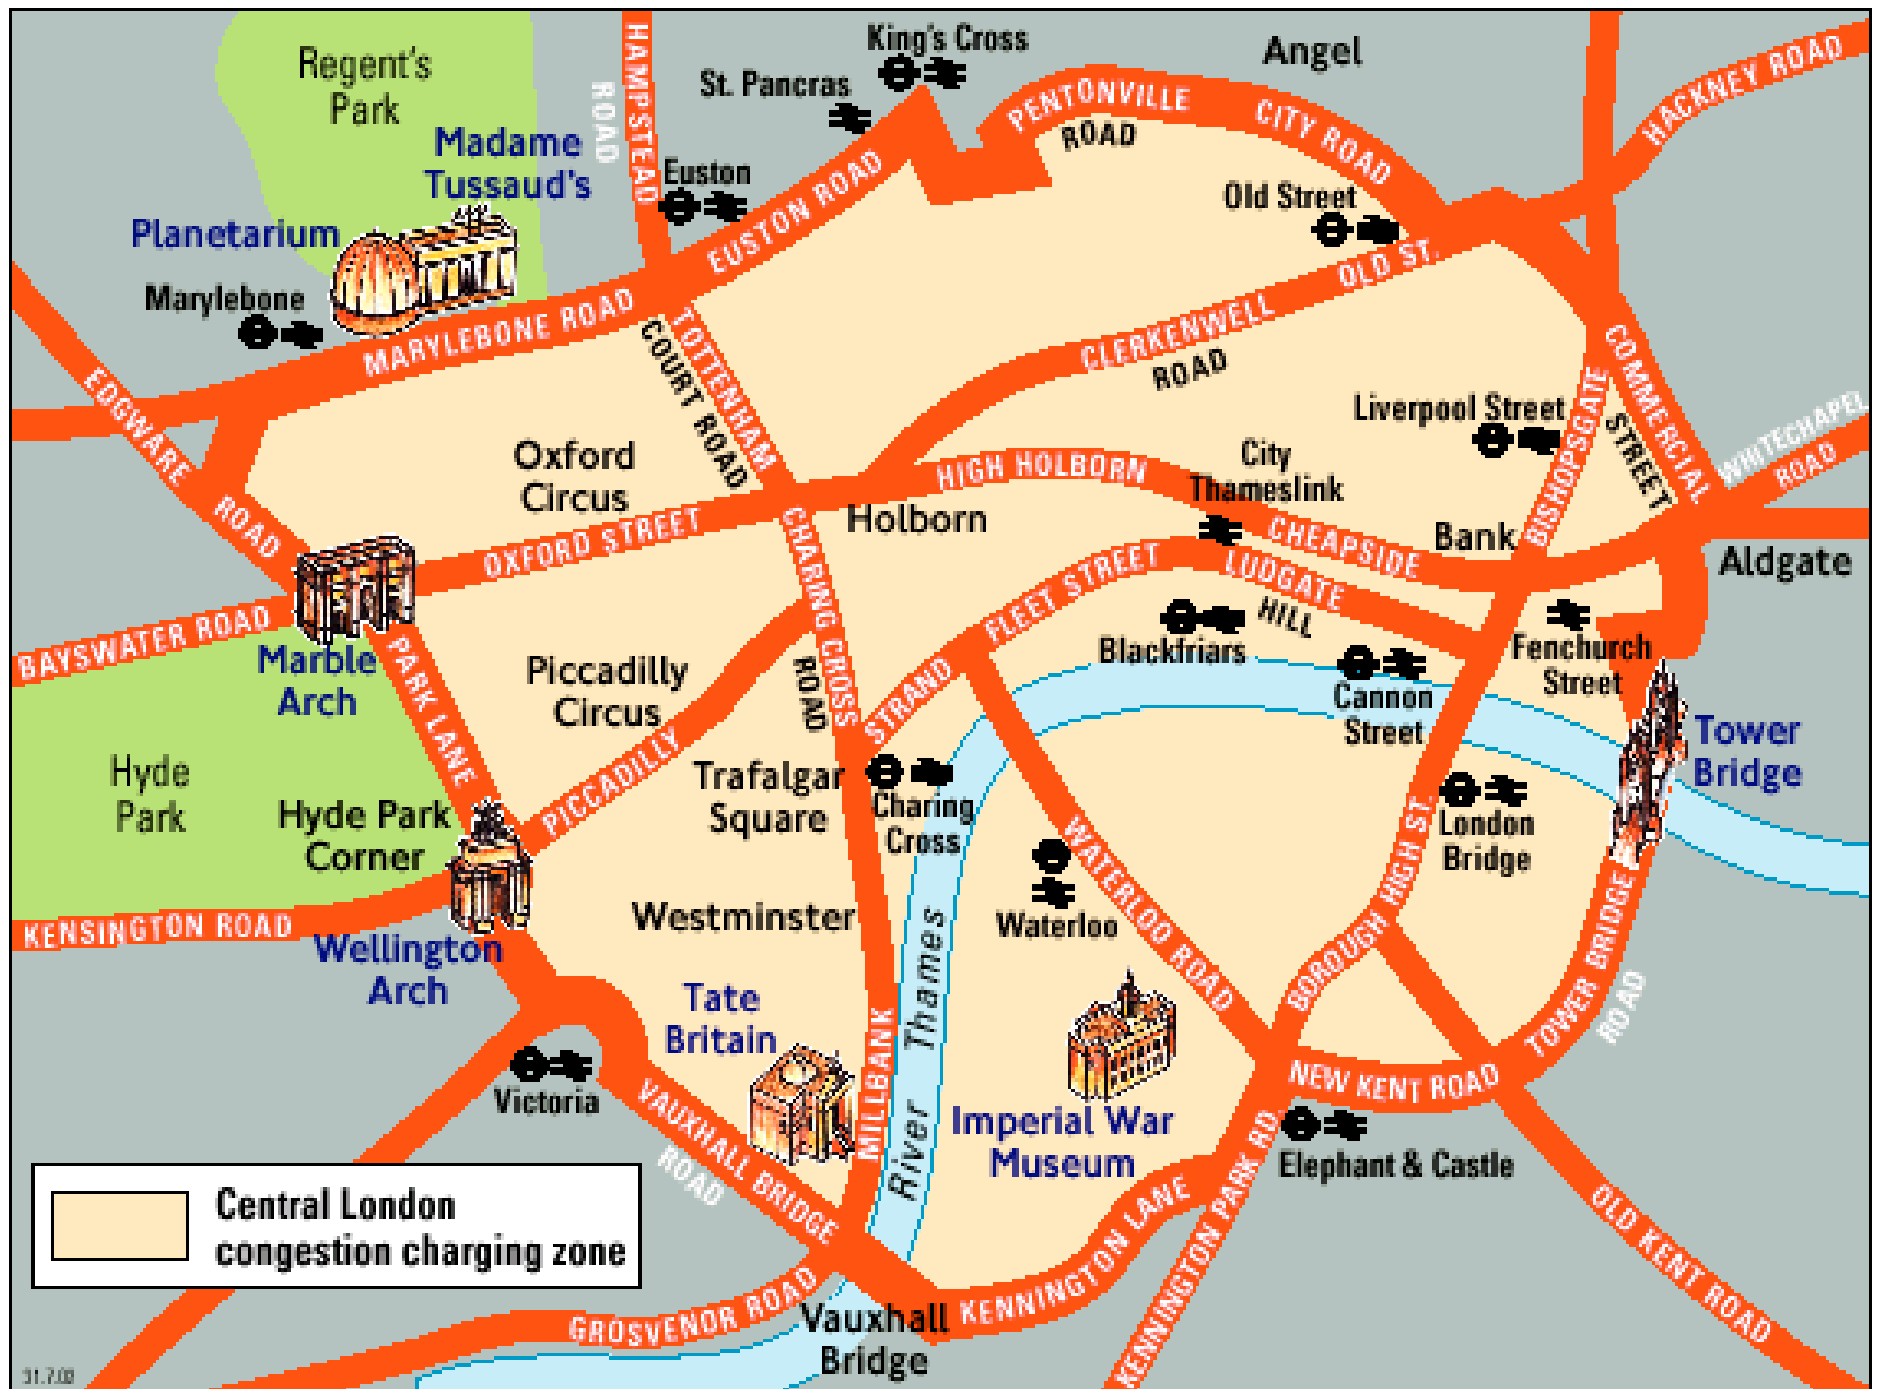 Regent's
Park
HAMPSTEAD
ROAD
King's Cross
St. Pancras
Angel
HACKNEY ROAD
PENTONVILLE
ROAD
CITY ROAD
Madame
Tussaud's
Planetarium
Euston
EUSTON ROAD
Old Street
OLD ST.
Marylebone
MARYLEBONE ROAD
CLERKENWELL
ROAD
EDGWARE
ROAD
TOTTENHAM
COURT ROAD
COMMERCIAL
STREET
BISHOPSGATE
Liverpool Street
WHITECHAPEL
ROAD
Oxford
Circus
HIGH HOLBORN
City
Thameslink
Holborn
OXFORD STREET
CHEAPSIDE
Bank
Aldgate
CHARING CROSS
ROAD
FLEET STREET
LUDGATE
HILL
BAYSWATER ROAD
Marble
Arch
PARK LANE
Piccadilly
Circus
STRAND
Blackfriars
Cannon
Street
Fenchurch
Street
Tower
Bridge
Hyde
Park
Hyde Park
Corner
PICCADILLY
Trafalgar
Square
Charing
Cross
WATERLOO ROAD
BOROUGH HIGH ST.
London
Bridge
KENSINGTON ROAD
Wellington
Arch
Westminster
River Thames
Waterloo
TOWER BRIDGE
ROAD
Tate
Britain
MILLBANK
Imperial War
Museum
NEW KENT ROAD
Victoria
VAUXHALL BRIDGE
ROAD
Elephant & Castle
KENNINGTON PARK RD
KENNINGTON LANE
OLD KENT ROAD
Central London
congestion charging zone
GROSVENOR ROAD
Vauxhall
Bridge
31.7.02